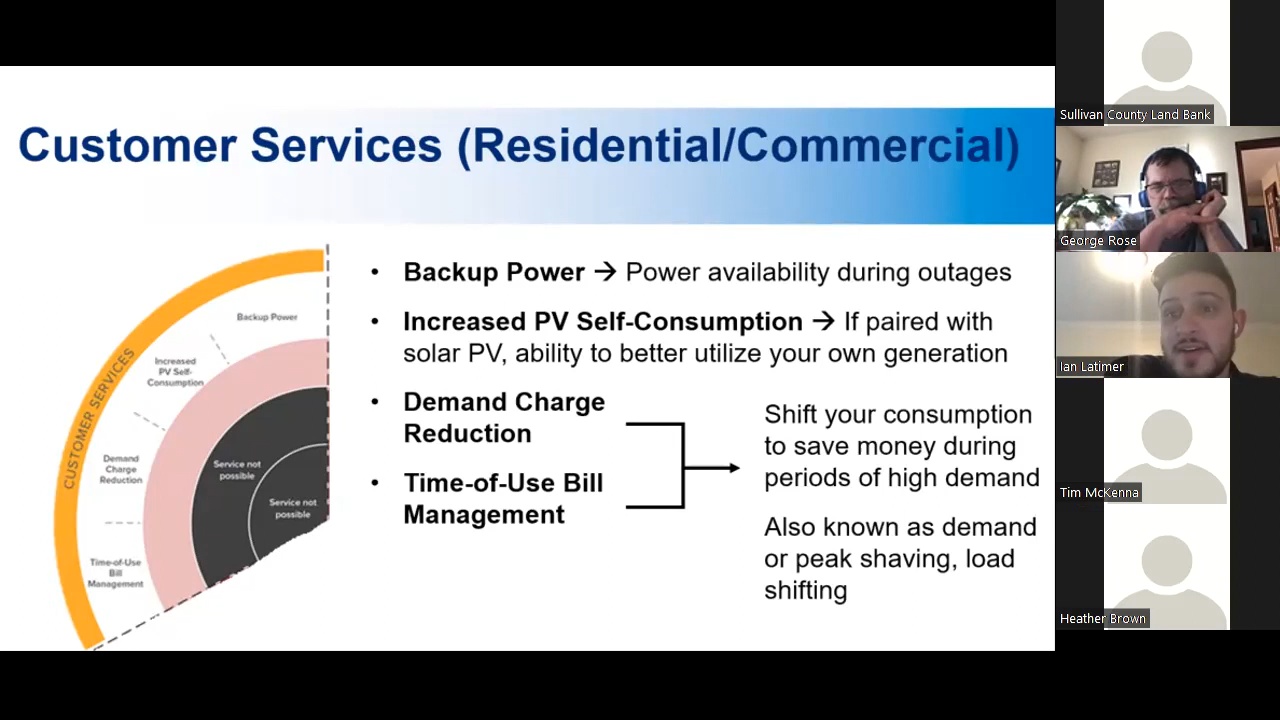 Customer Services (Residential/Commercial)
CUSTOMER SERVICES
Backup Power
Increased
PV Self-
Consumption
Demand
Charge
Reduction
Time-of-Use
Bill
Management
Service not
possible
Service not
possible
• Backup Power → Power availability during outages
• Increased PV Self-Consumption → If paired with
solar PV, ability to better utilize your own generation
• Demand Charge
Reduction
• Time-of-Use Bill
Management
Shift your consumption
to save money during
periods of high demand
Also known as demand
or peak shaving, load
shifting
Sullivan County Land Bank
George Rose
Ian Latimer
Tim McKenna
Heather Brown